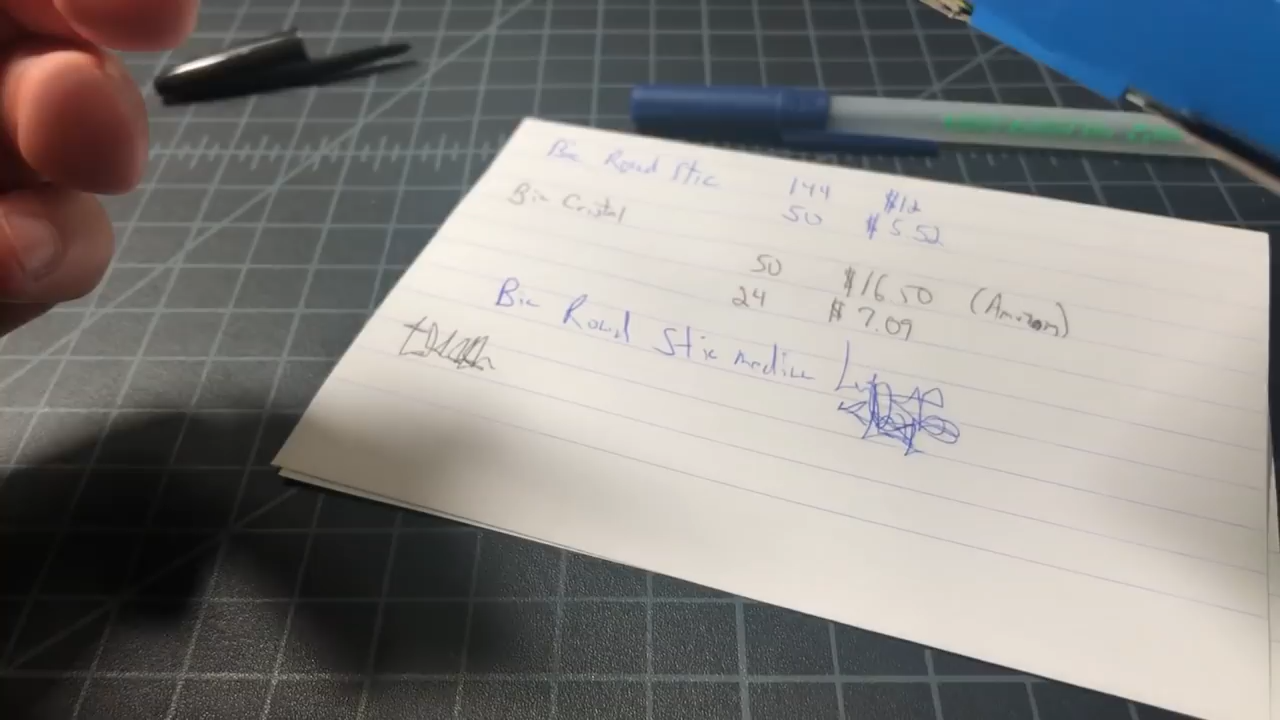 Bic Round Stic 144 $12
50 $5.52
Bic Cristal
50 $16.50 (Amazon)
24 $7.09
Bic Round Stic medium